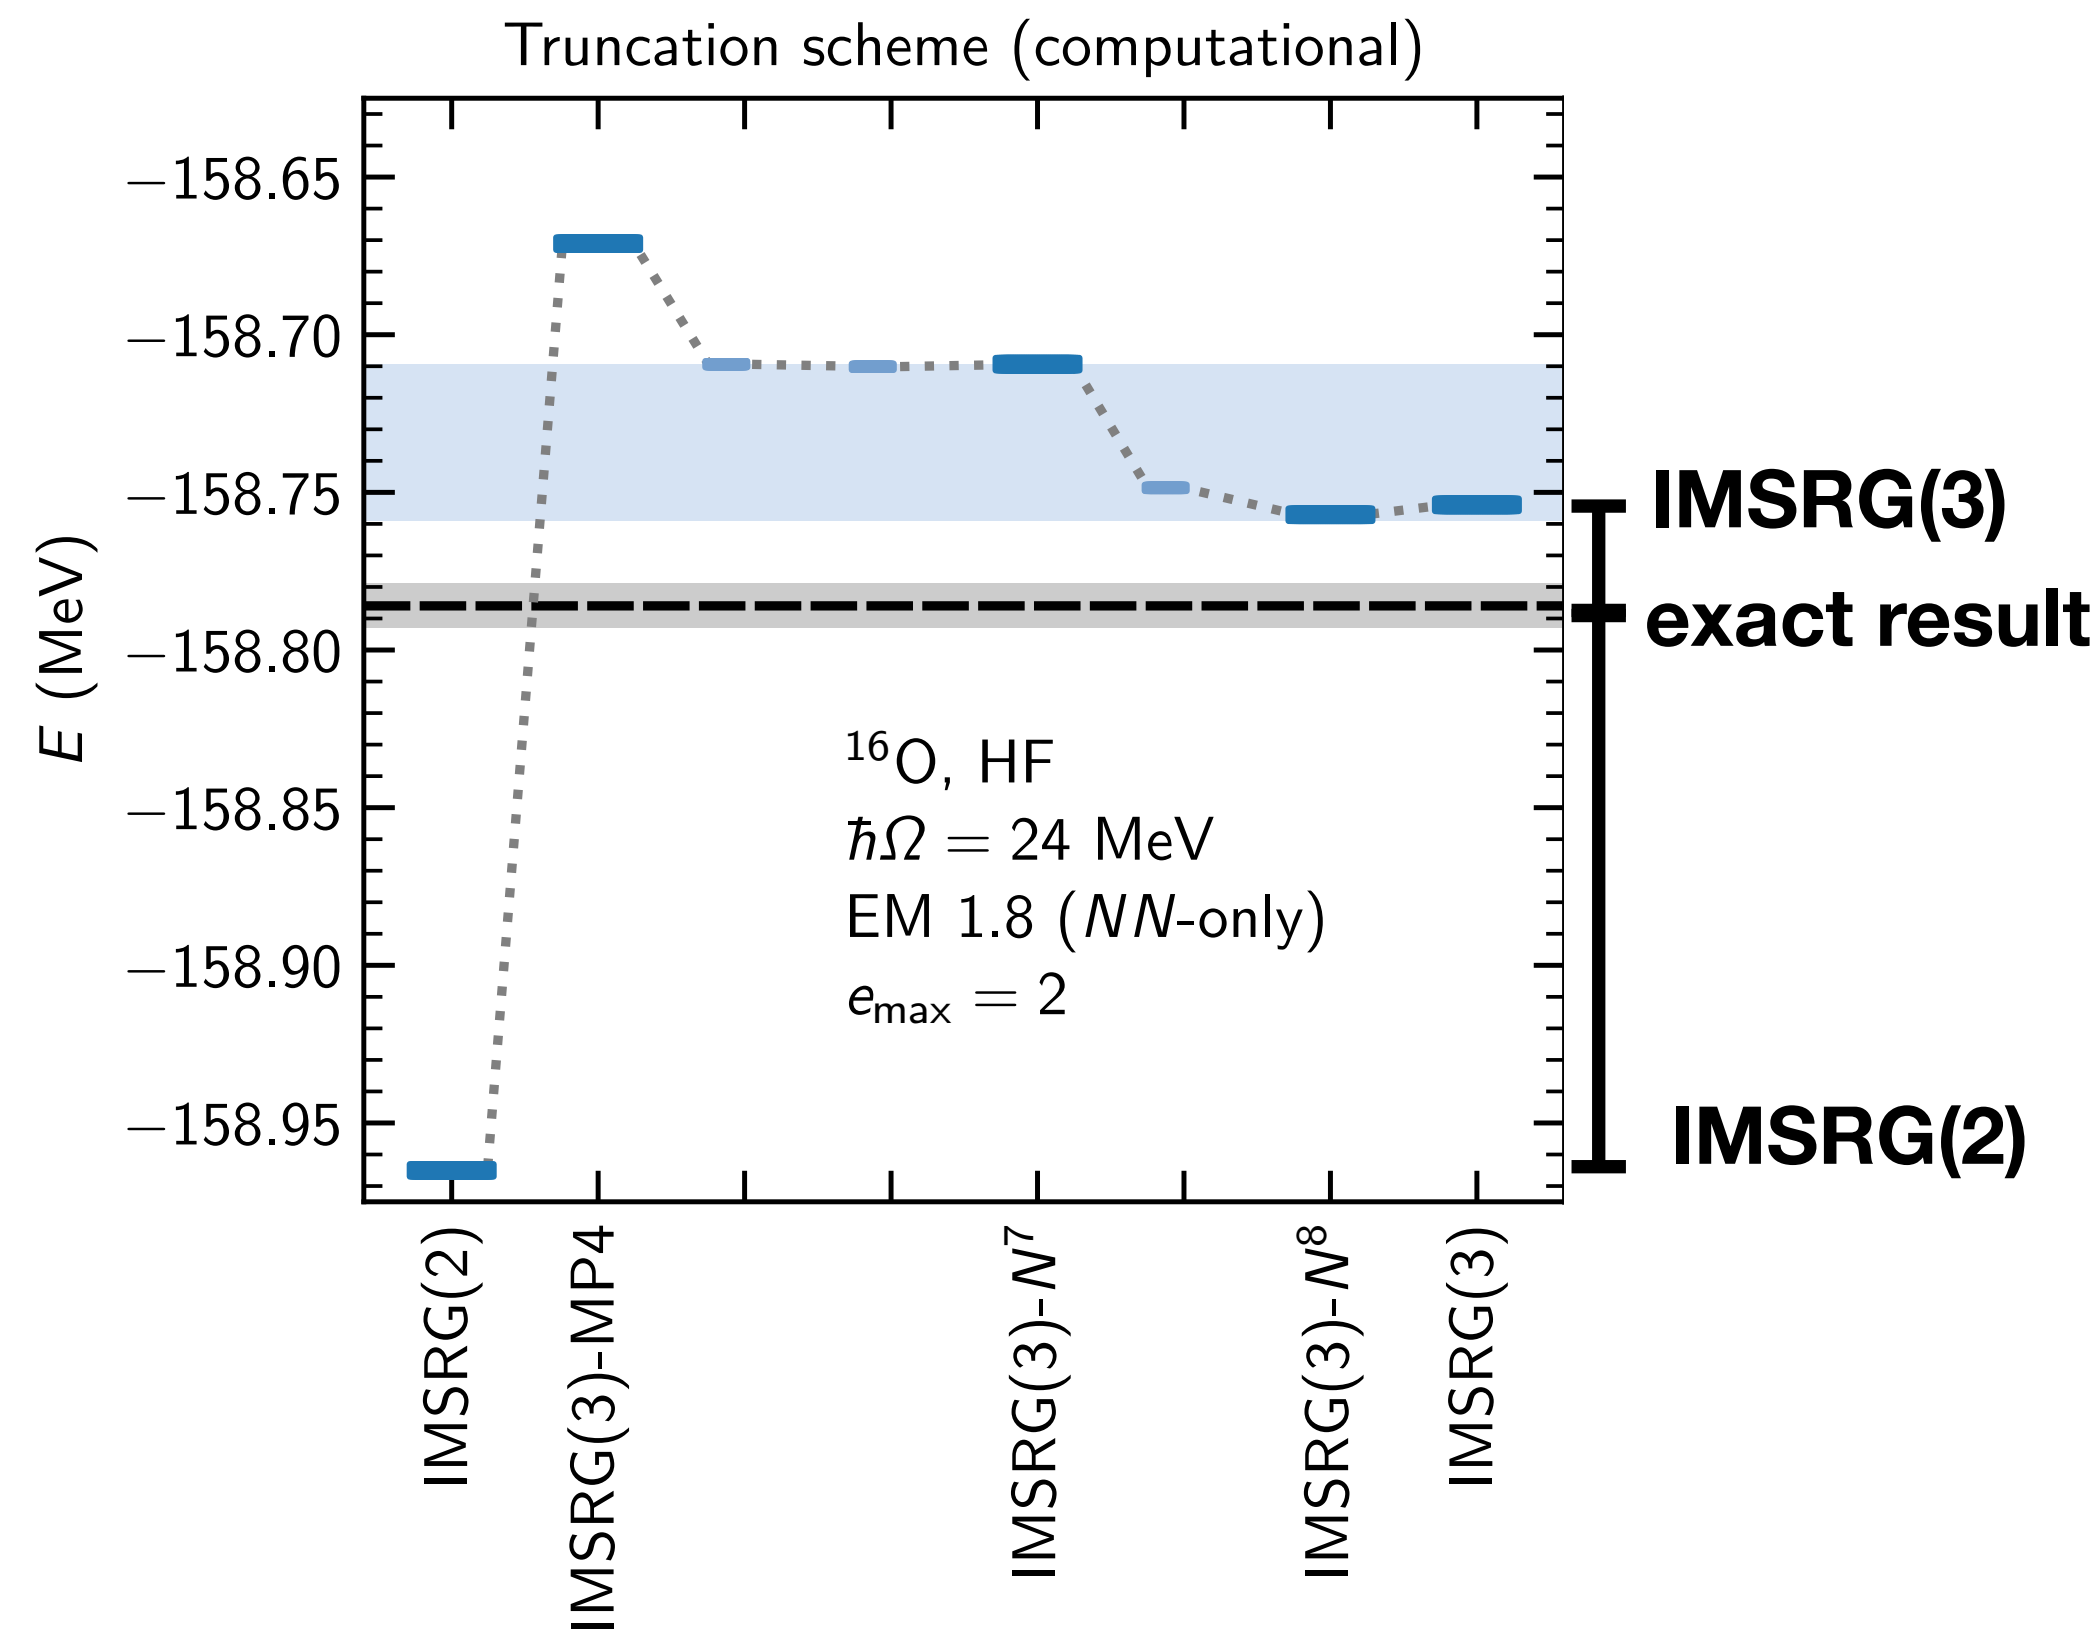 Truncation scheme (computational)
−158.65
−158.70
−158.75
−158.80
−158.85
−158.90
−158.95
E (MeV)
¹⁶O, HF
ℏΩ = 24 MeV
EM 1.8 (NN-only)
eₘₐₓ = 2
IMSRG(3)
exact result
IMSRG(2)
IMSRG(2)
IMSRG(3)-MP4
IMSRG(3)-N⁷
IMSRG(3)-N⁸
IMSRG(3)